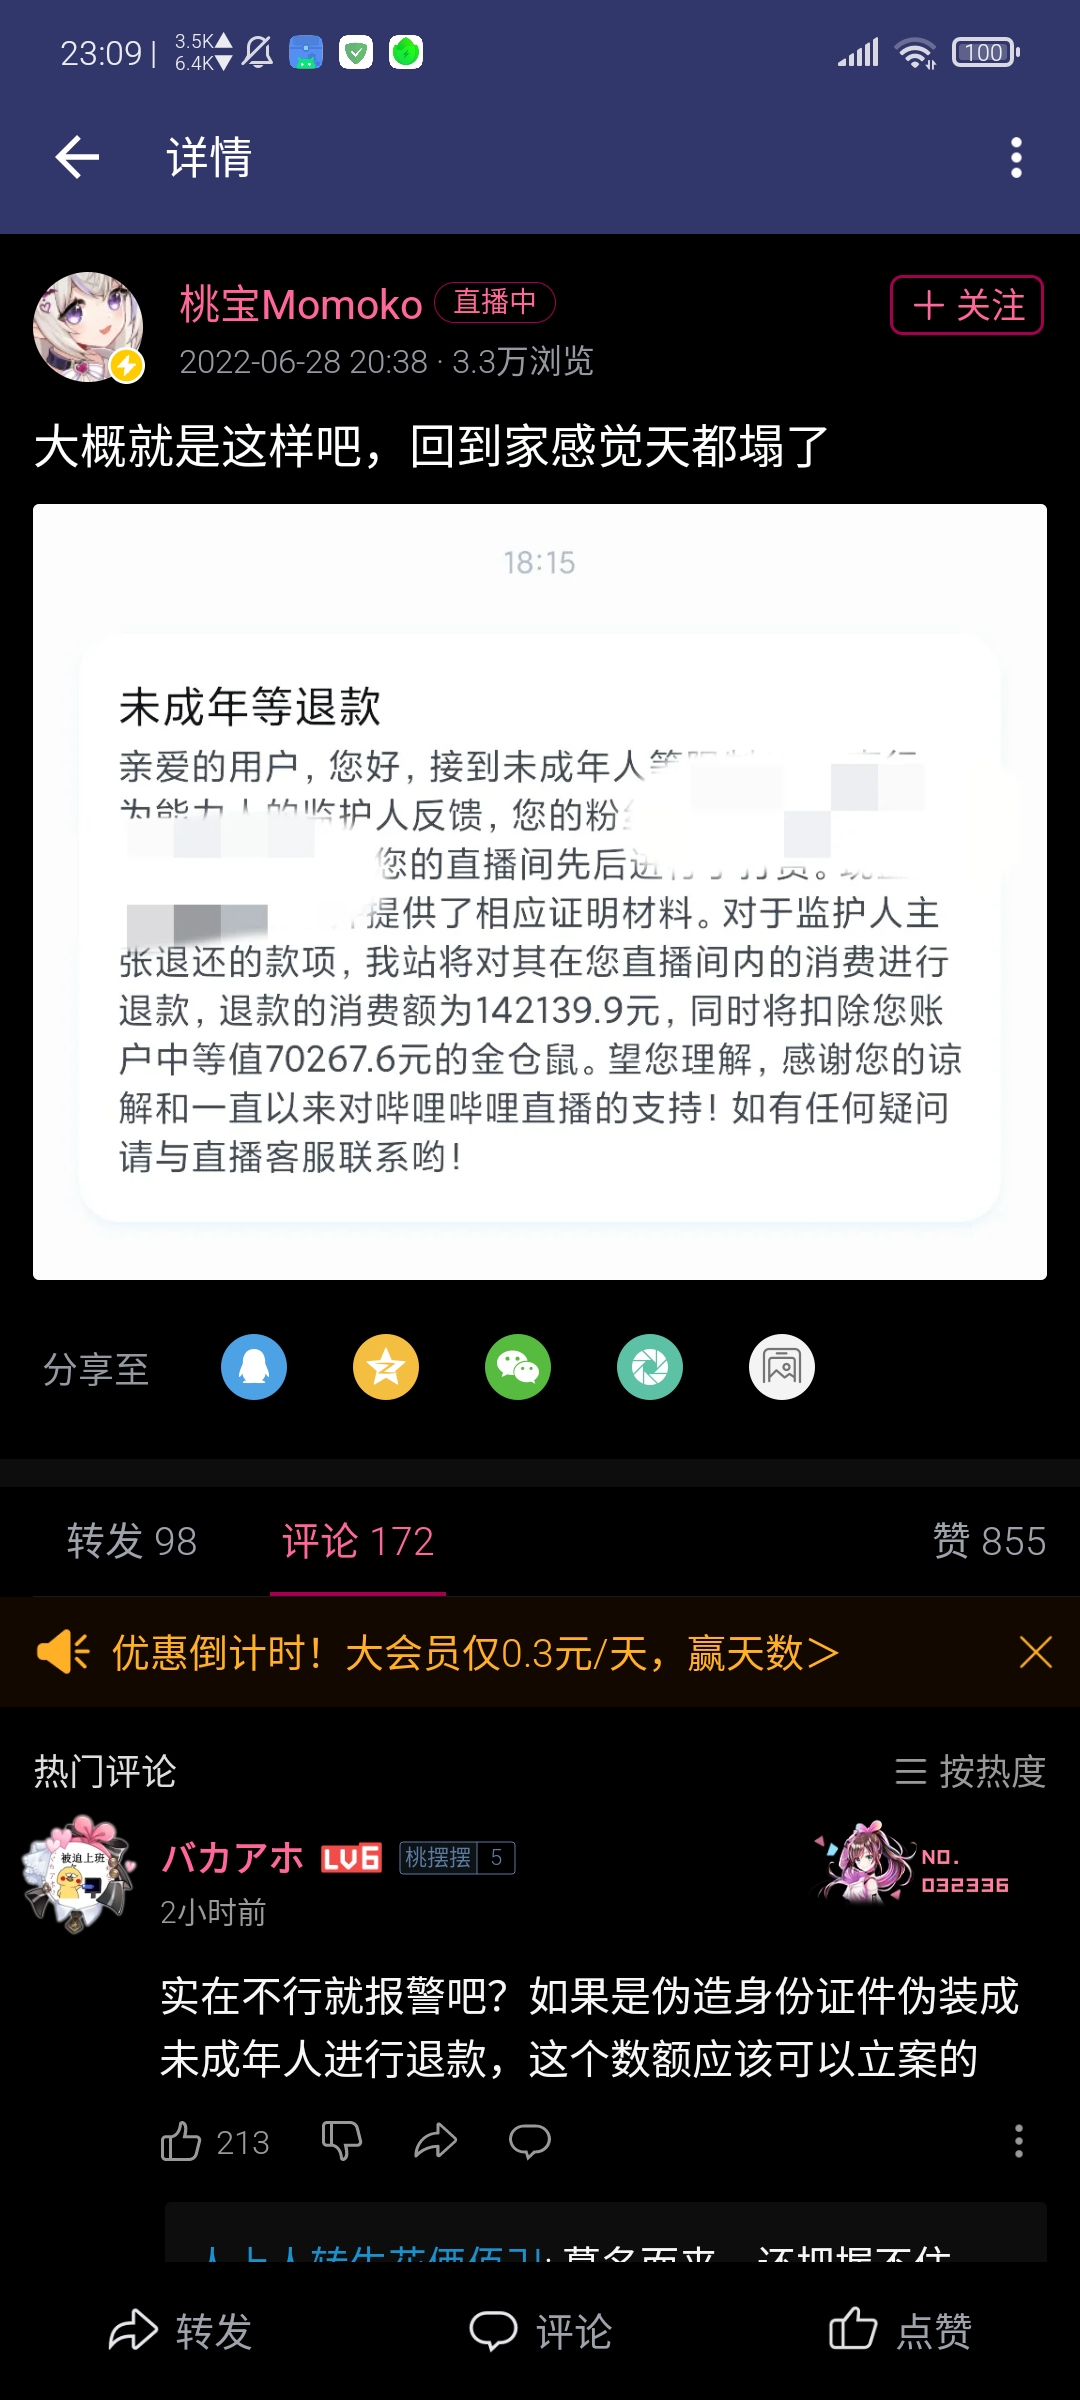 23:09
3.5K
6.4K
100
详情
桃宝Momoko 直播中
+ 关注
2022-06-28 20:38 · 3.3万浏览
大概就是这样吧，回到家感觉天都塌了
18:15
未成年等退款
亲爱的用户，您好，接到未成年人等
为能力人的监护人反馈，您的粉
您的直播间先后进行了打赏。
提供了相应证明材料。对于监护人主
张退还的款项，我站将对其在您直播间内的消费进行
退款，退款的消费额为142139.9元，同时将扣除您账
户中等值70267.6元的金仓鼠。望您理解，感谢您的谅
解和一直以来对哔哩哔哩直播的支持！如有任何疑问
请与直播客服联系哟！
分享至
转发 98
评论 172
赞 855
优惠倒计时！大会员仅0.3元/天，赢天数＞
热门评论
按热度
被迫上班
バカアホ LV6 桃摆摆 5
NO.
032336
2小时前
实在不行就报警吧？如果是伪造身份证件伪装成
未成年人进行退款，这个数额应该可以立案的
213
转发
评论
点赞